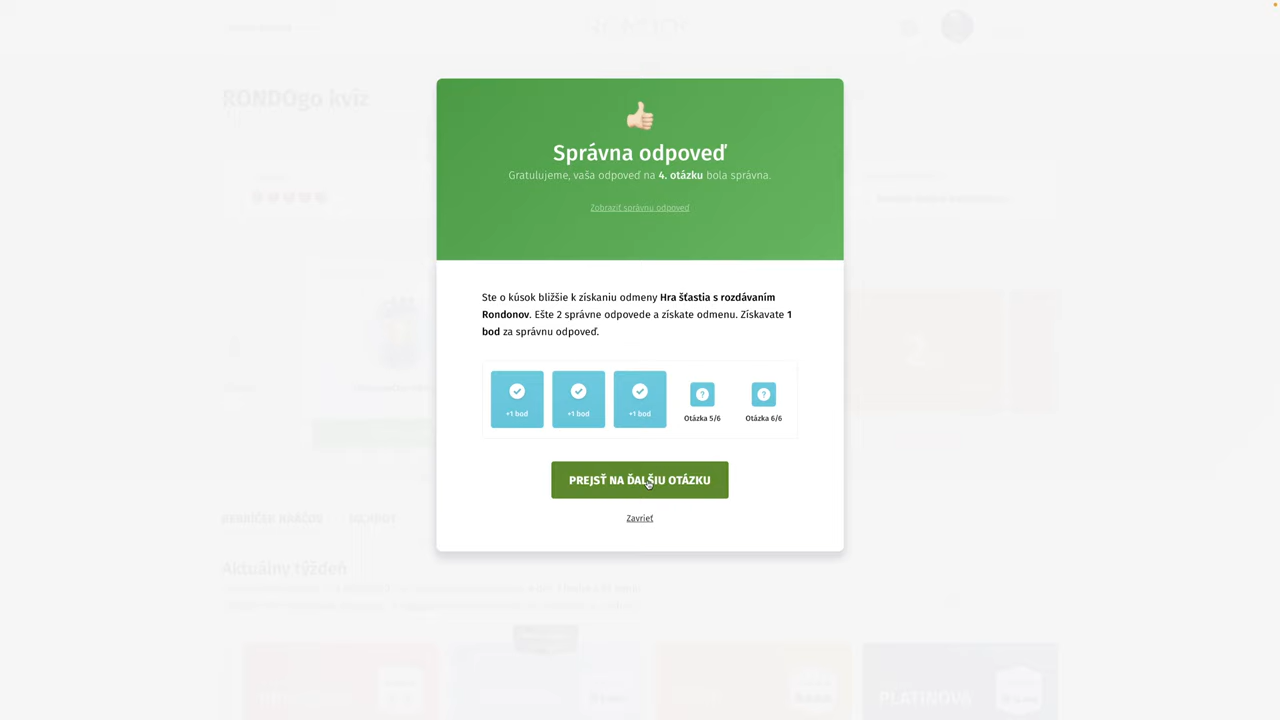 RONDOgo kvíz
Správna odpoveď
Gratulujeme, vaša odpoveď na 4. otázku bola správna.
Zobraziť správnu odpoveď
Ste o kúsok bližšie k získaniu odmeny Hra šťastia s rozdávaním
Rondonov. Ešte 2 správne odpovede a získate odmenu. Získavate 1
bod za správnu odpoveď.
+1 bod
+1 bod
+1 bod
Otázka 5/6
Otázka 6/6
PREJSŤ NA ĎALŠIU OTÁZKU
Zavrieť
Aktuálny týždeň